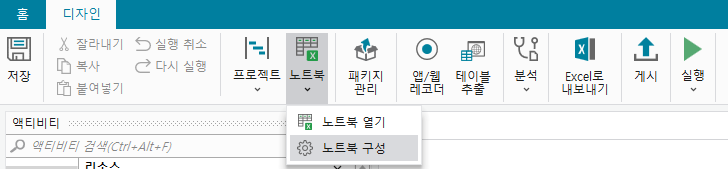 홈 디자인
저장
잘라내기
복사
붙여넣기
실행 취소
다시 실행
프로젝트
노트북
패키지
관리
앱/웹
레코더
테이블
추출
분석
Excel로
내보내기
게시
실행
노트북 열기
노트북 구성
액티비티
액티비티 검색(Ctrl+Alt+F)
리소스